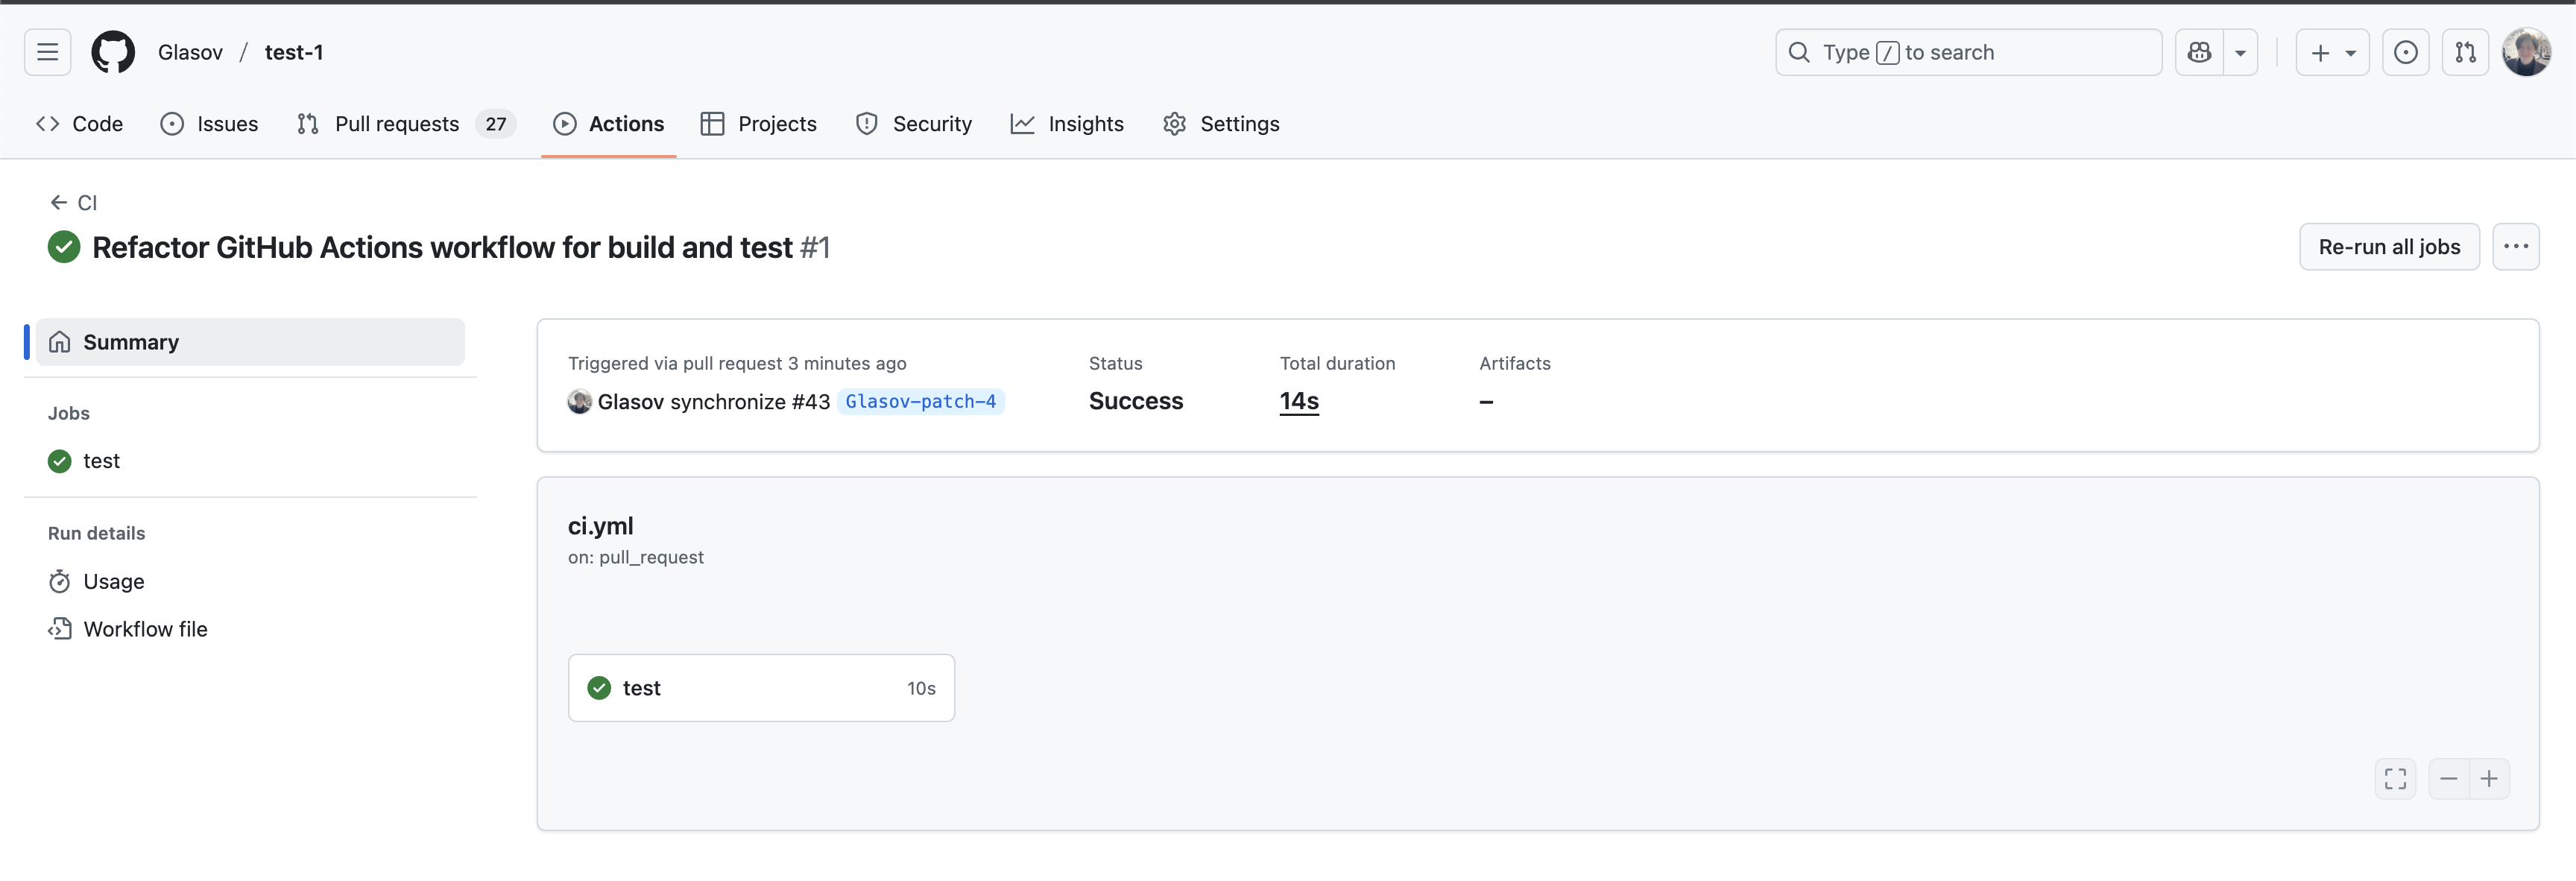 Glasov / test-1
Type / to search
Code Issues Pull requests 27 Actions Projects Security Insights Settings
← CI
Refactor GitHub Actions workflow for build and test #1
Re-run all jobs
Summary
Jobs
test
Run details
Usage
Workflow file
Triggered via pull request 3 minutes ago
Glasov synchronize #43 Glasov-patch-4
Status
Success
Total duration
14s
Artifacts
–
ci.yml
on: pull_request
test 10s